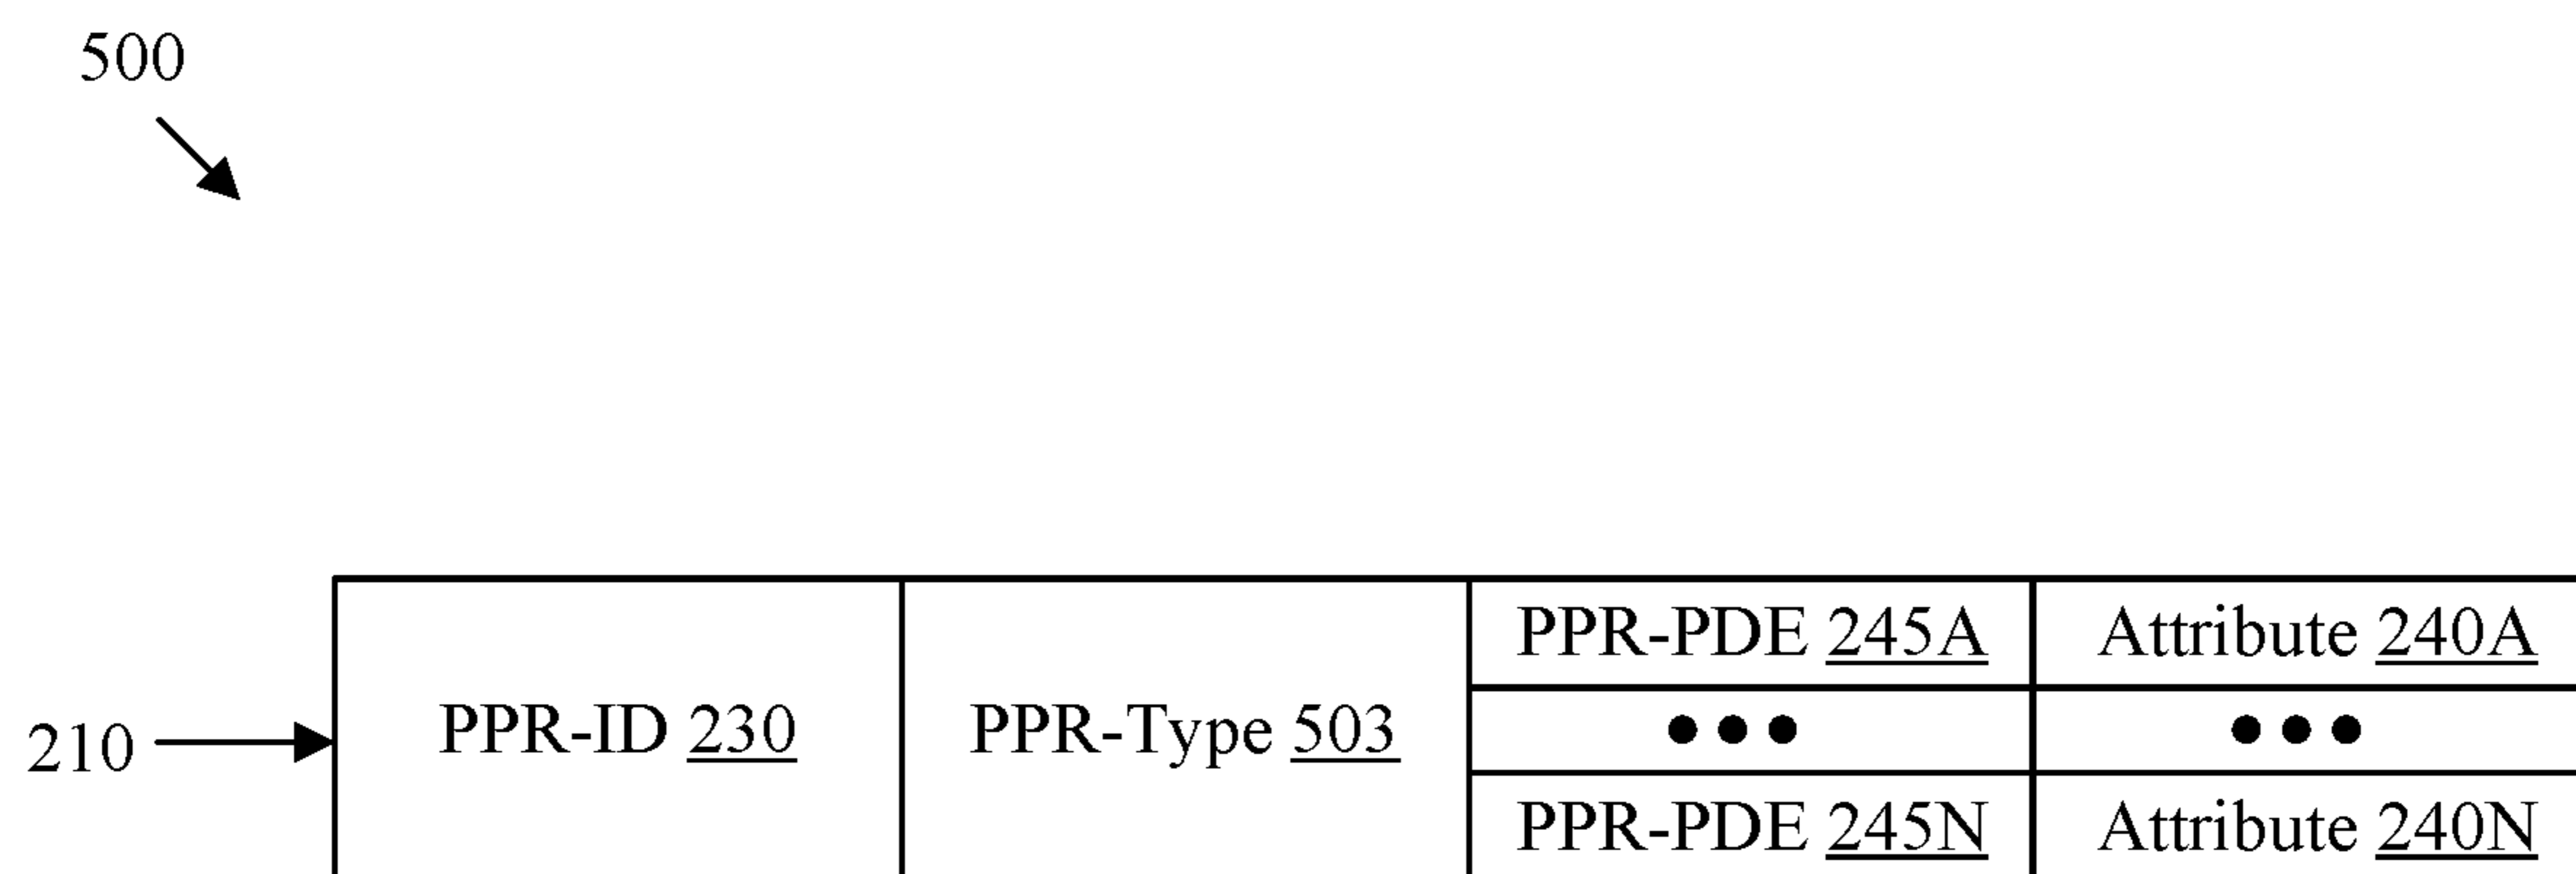 500
PPR-PDE 245A Attribute 240A
210 PPR-ID 230 PPR-Type 503 ••• •••
PPR-PDE 245N Attribute 240N